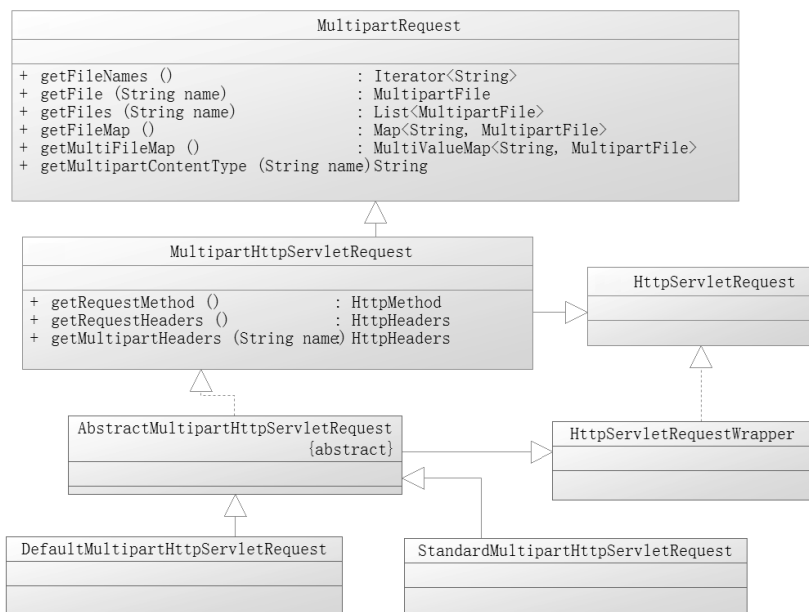 MultipartRequest
+ getFileNames () : Iterator<String>
+ getFile (String name) : MultipartFile
+ getFiles (String name) : List<MultipartFile>
+ getFileMap () : Map<String, MultipartFile>
+ getMultiFileMap () : MultiValueMap<String, MultipartFile>
+ getMultipartContentType (String name) String
MultipartHttpServletRequest
+ getRequestMethod () : HttpMethod
+ getRequestHeaders () : HttpHeaders
+ getMultipartHeaders (String name) : HttpHeaders
HttpServletRequest
AbstractMultipartHttpServletRequest
{abstract}
HttpServletRequestWrapper
DefaultMultipartHttpServletRequest
StandardMultipartHttpServletRequest